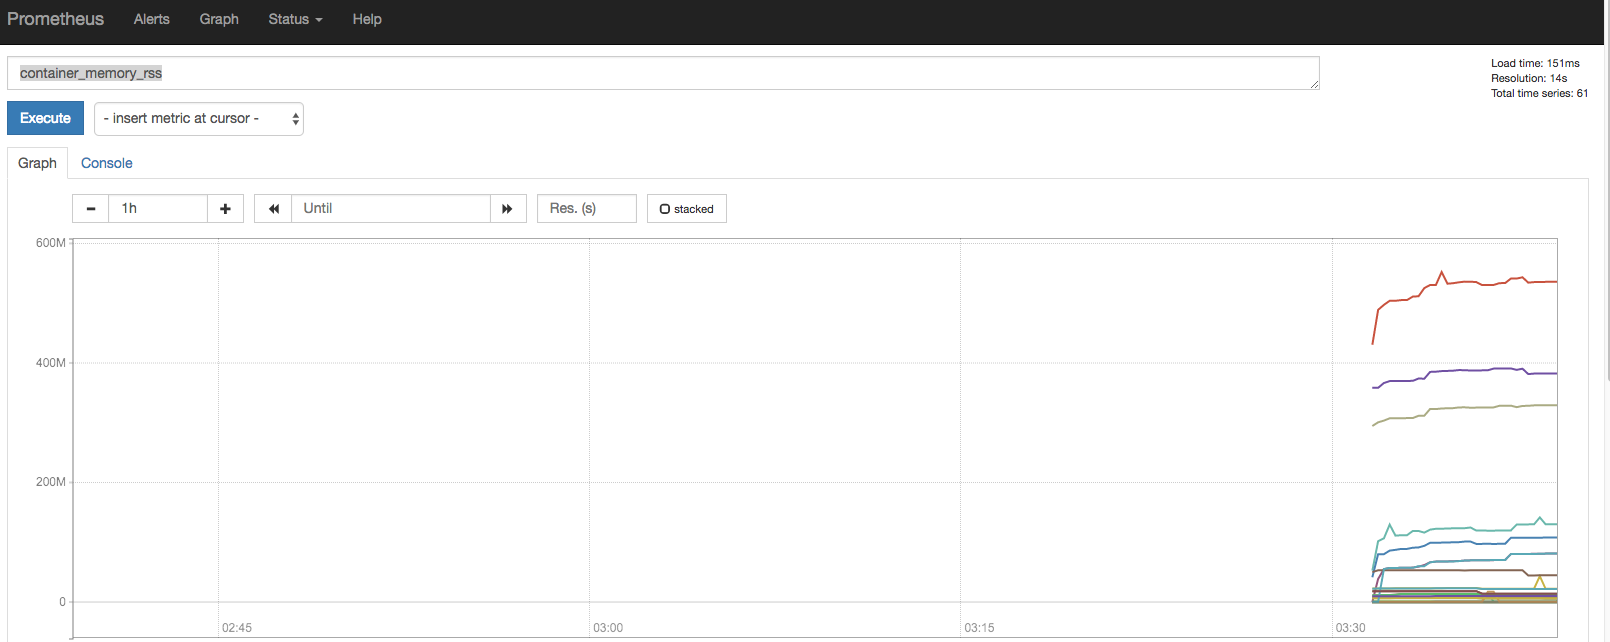 Prometheus Alerts Graph Status Help
container_memory_rss
Load time: 151ms
Resolution: 14s
Total time series: 61
Execute - insert metric at cursor -
Graph Console
1h Until Res. (s) stacked
600M
400M
200M
0
02:45 03:00 03:15 03:30